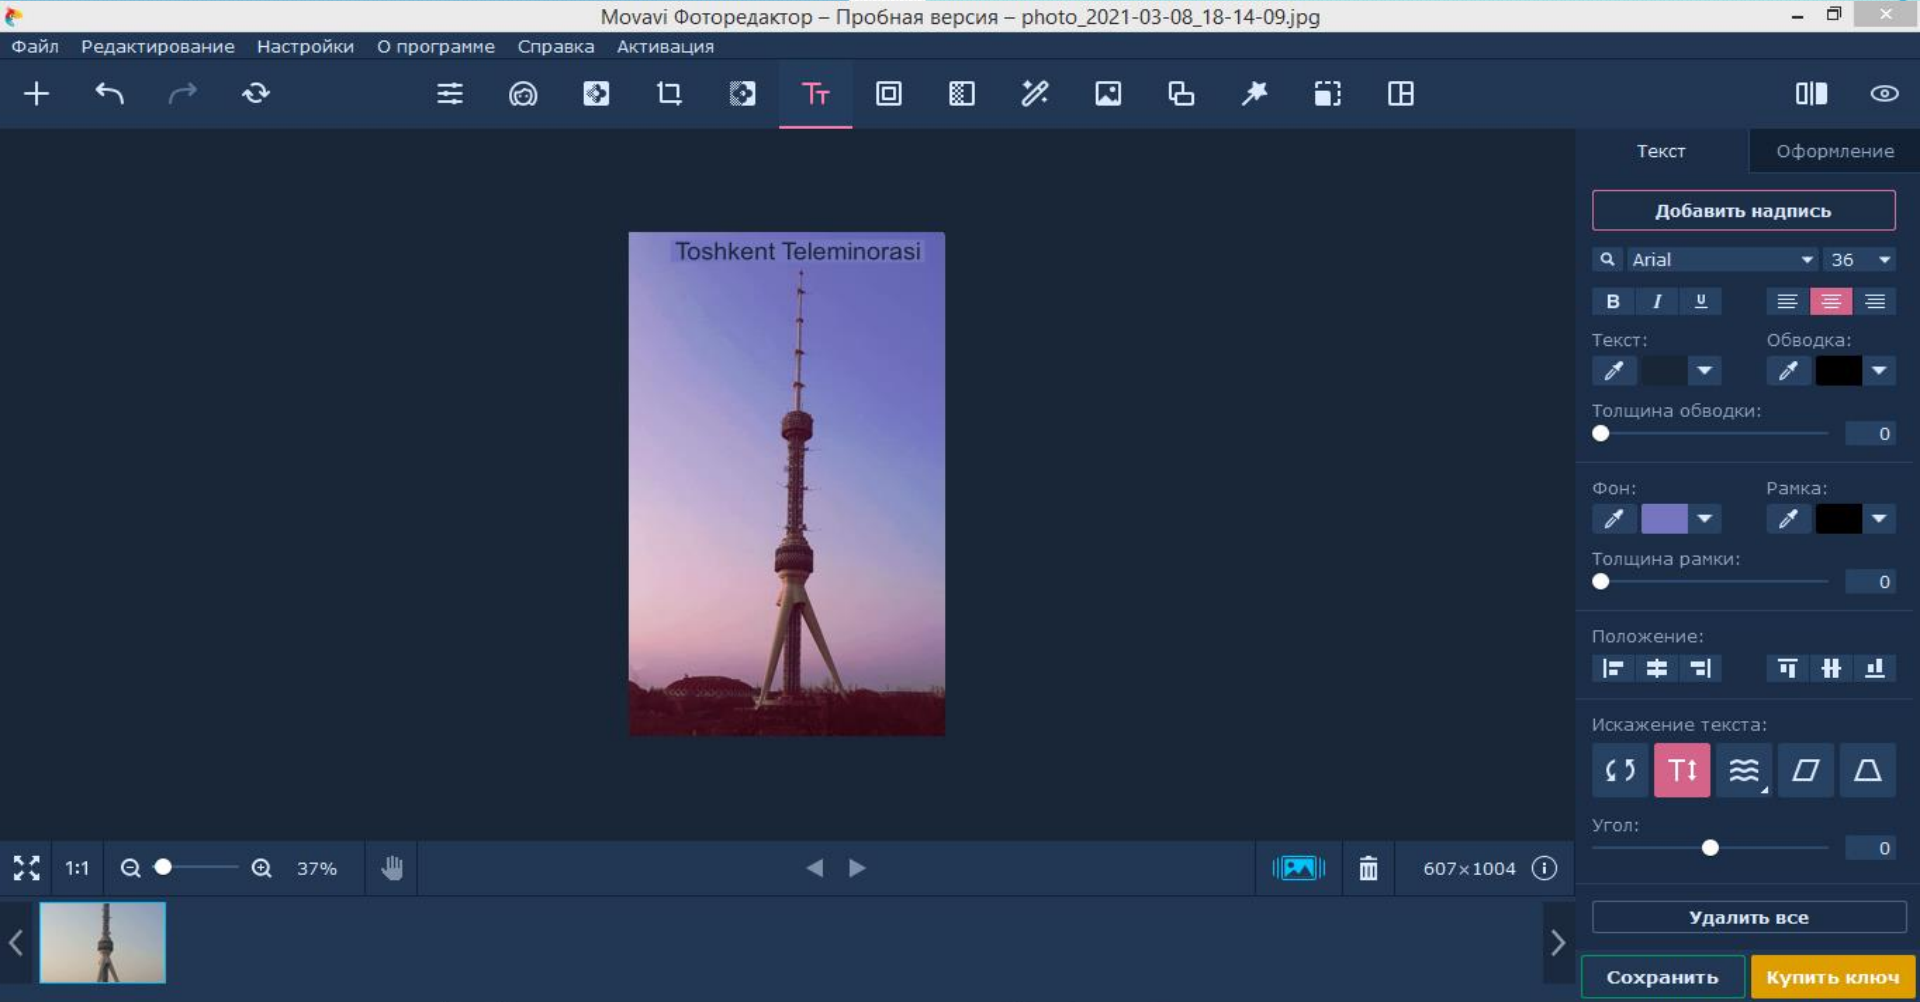 Movavi Фоторедактор – Пробная версия – photo_2021-03-08_18-14-09.jpg
Файл Редактирование Настройки О программе Справка Активация
Текст Оформление
Добавить надпись
Arial 36
B I U
Текст: Обводка:
Толщина обводки:
0
Фон: Рамка:
Толщина рамки:
0
Положение:
Искажение текста:
Угол:
0
Удалить все
Сохранить Купить ключ
Toshkent Teleminorasi
1:1 37% 607×1004